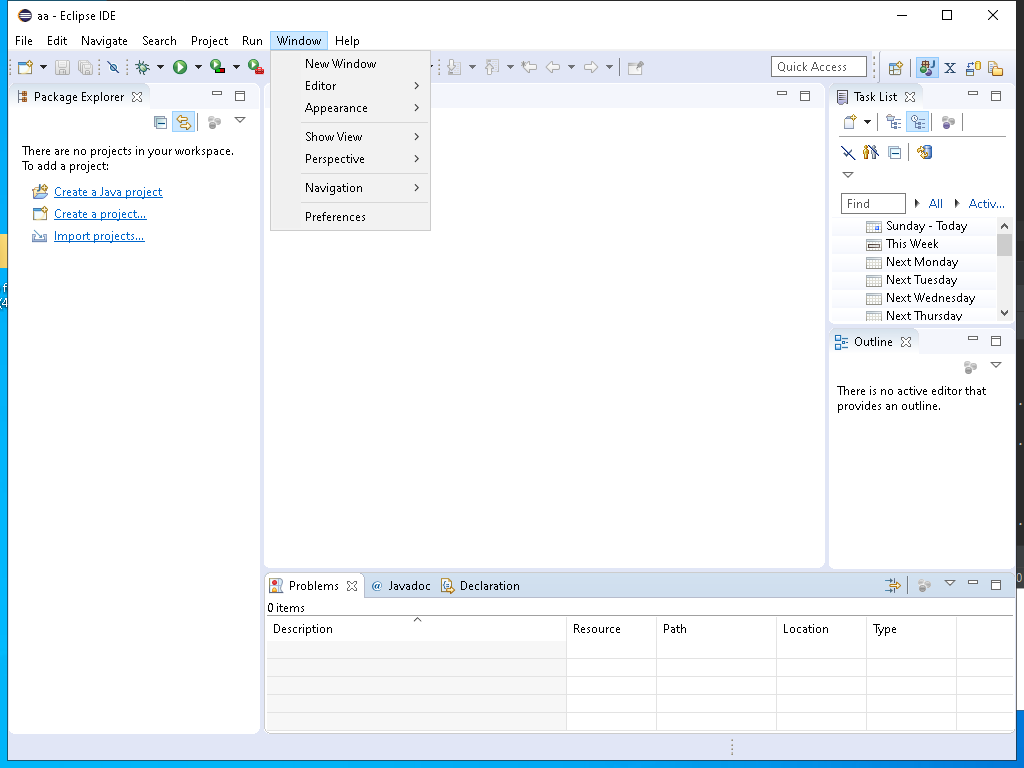 aa - Eclipse IDE
File Edit Navigate Search Project Run Window Help
New Window
Editor
Appearance
Show View
Perspective
Navigation
Preferences
Quick Access
Package Explorer
There are no projects in your workspace.
To add a project:
Create a Java project
Create a project...
Import projects...
Task List
Find All Activ...
Sunday - Today
This Week
Next Monday
Next Tuesday
Next Wednesday
Next Thursday
Outline
There is no active editor that
provides an outline.
Problems @ Javadoc Declaration
0 items
Description Resource Path Location Type